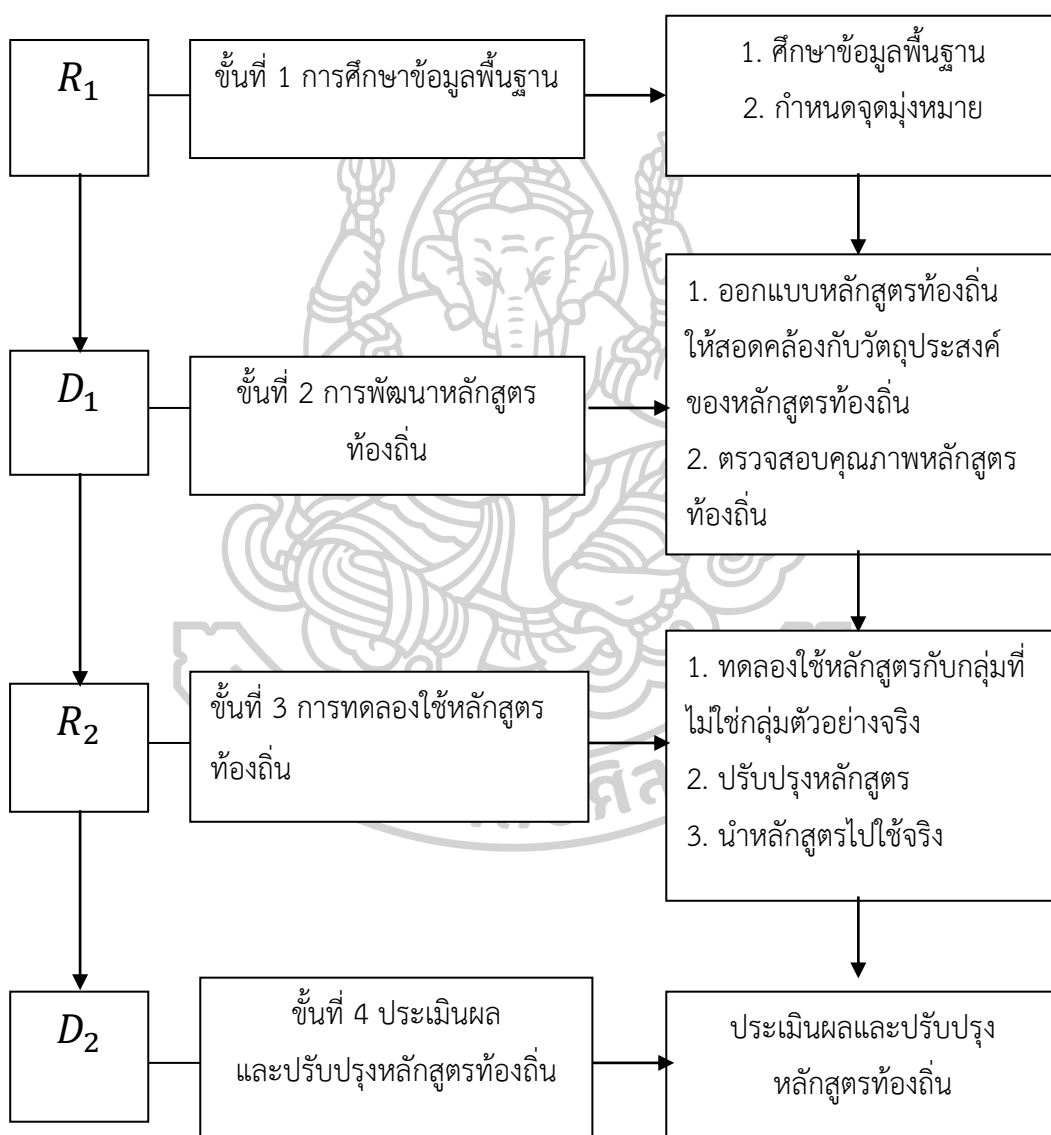 R₁
ขั้นที่ 1 การศึกษาข้อมูลพื้นฐาน
1. ศึกษาข้อมูลพื้นฐาน
2. กำหนดจุดมุ่งหมาย
D₁
ขั้นที่ 2 การพัฒนาหลักสูตร
ท้องถิ่น
1. ออกแบบหลักสูตรท้องถิ่น
ให้สอดคล้องกับวัตถุประสงค์
ของหลักสูตรท้องถิ่น
2. ตรวจสอบคุณภาพหลักสูตร
ท้องถิ่น
R₂
ขั้นที่ 3 การทดลองใช้หลักสูตร
ท้องถิ่น
1. ทดลองใช้หลักสูตรกับกลุ่มที่
ไม่ใช่กลุ่มตัวอย่างจริง
2. ปรับปรุงหลักสูตร
3. นำหลักสูตรไปใช้จริง
D₂
ขั้นที่ 4 ประเมินผล
และปรับปรุงหลักสูตรท้องถิ่น
ประเมินผลและปรับปรุง
หลักสูตรท้องถิ่น